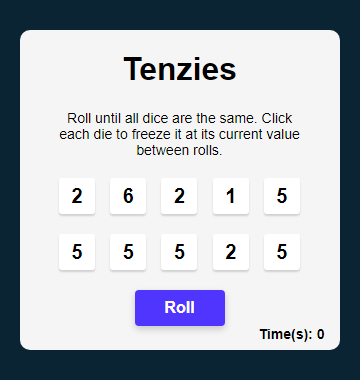 Tenzies
Roll until all dice are the same. Click
each die to freeze it at its current value
between rolls.
2 6 2 1 5
5 5 5 2 5
Roll
Time(s): 0